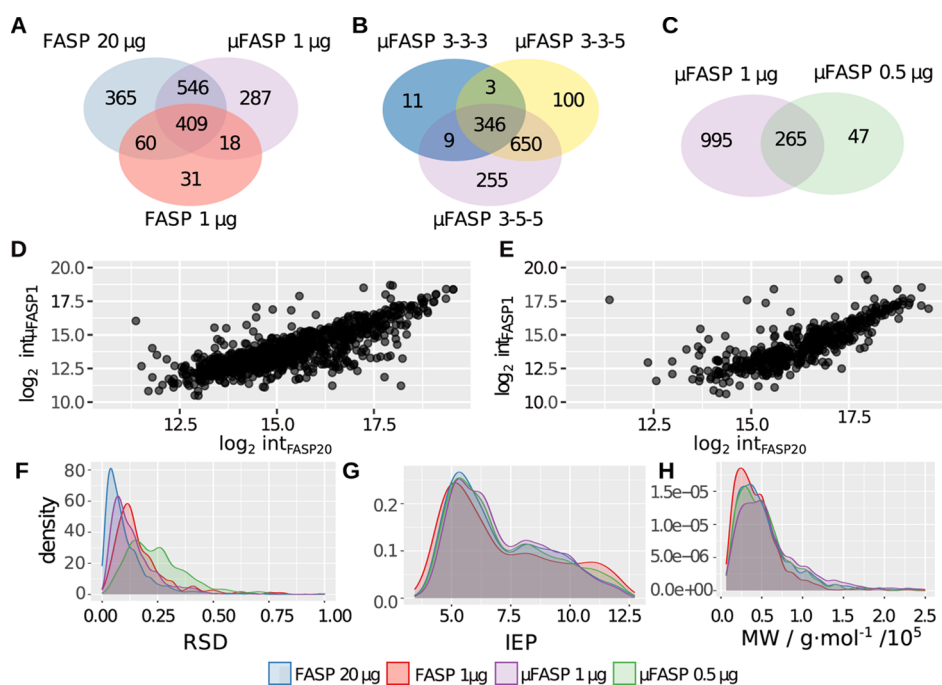 A
B
C
FASP 20 µg
µFASP 1 µg
µFASP 3-3-3
µFASP 3-3-5
µFASP 1 µg
µFASP 0.5 µg
365
546
287
409
60
18
31
FASP 1 µg
11
3
100
346
9
650
255
µFASP 3-5-5
995
265
47
D
E
20.0
17.5
15.0
12.5
10.0
log₂ intµFASP1
12.5
15.0
17.5
log₂ intFASP20
20.0
17.5
15.0
12.5
10.0
log₂ intFASP1
12.5
15.0
17.5
log₂ intFASP20
F
G
H
80
60
40
20
0
density
0.00
0.25
0.50
0.75
1.00
RSD
0.2
0.1
0.0
5.0
7.5
10.0
12.5
IEP
1.5e-05
1.0e-05
5.0e-06
0.0e+00
0.0
0.5
1.0
1.5
2.0
2.5
MW / g·mol⁻¹ /10⁵
FASP 20 µg
FASP 1µg
µFASP 1 µg
µFASP 0.5 µg